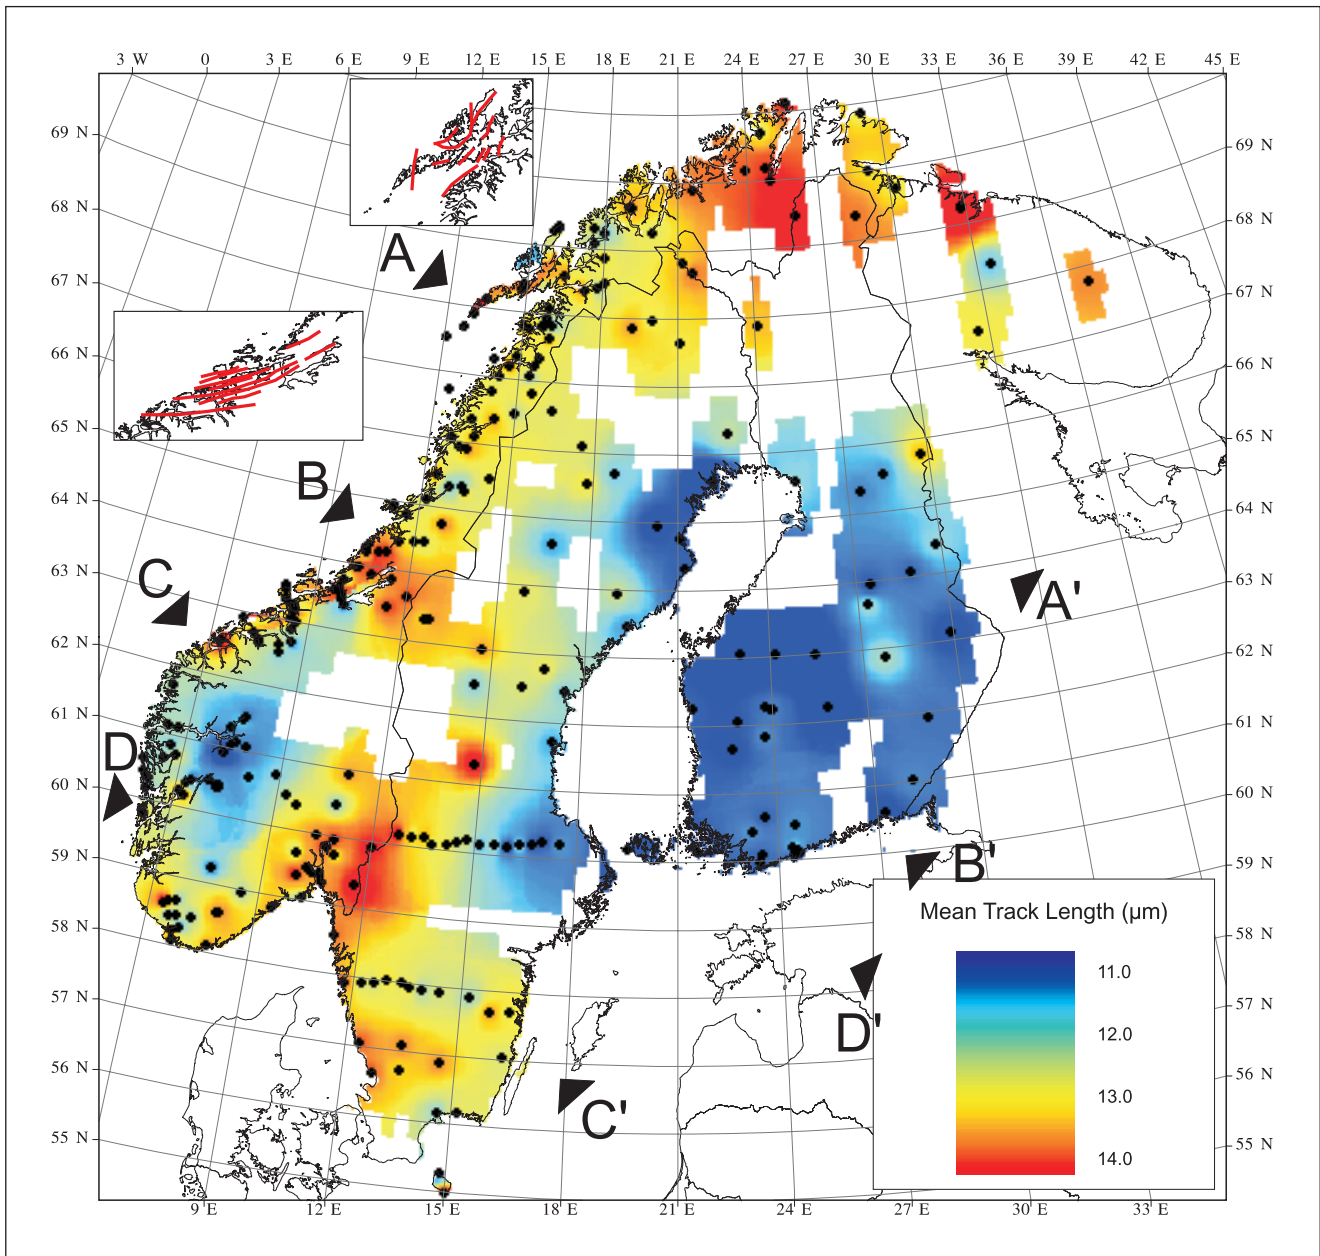 3 W 0 3 E 6 E 9 E 12 E 15 E 18 E 21 E 24 E 27 E 30 E 33 E 36 E 39 E 42 E 45 E
69 N
68 N
67 N
66 N
65 N
64 N
63 N
62 N
61 N
60 N
59 N
58 N
57 N
56 N
55 N
69 N
68 N
67 N
66 N
65 N
64 N
63 N
62 N
61 N
60 N
59 N
58 N
57 N
56 N
55 N
A
B
C
D
A'
B'
D'
C'
Mean Track Length (µm)
11.0
12.0
13.0
14.0
9 E 12 E 15 E 18 E 21 E 24 E 27 E 30 E 33 E